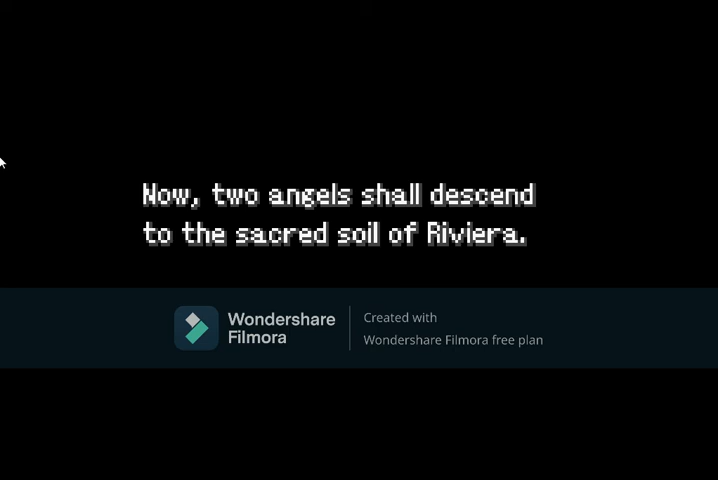 Now, two angels shall descend
to the sacred soil of Riviera.
Wondershare
Filmora
Created with
Wondershare Filmora free plan